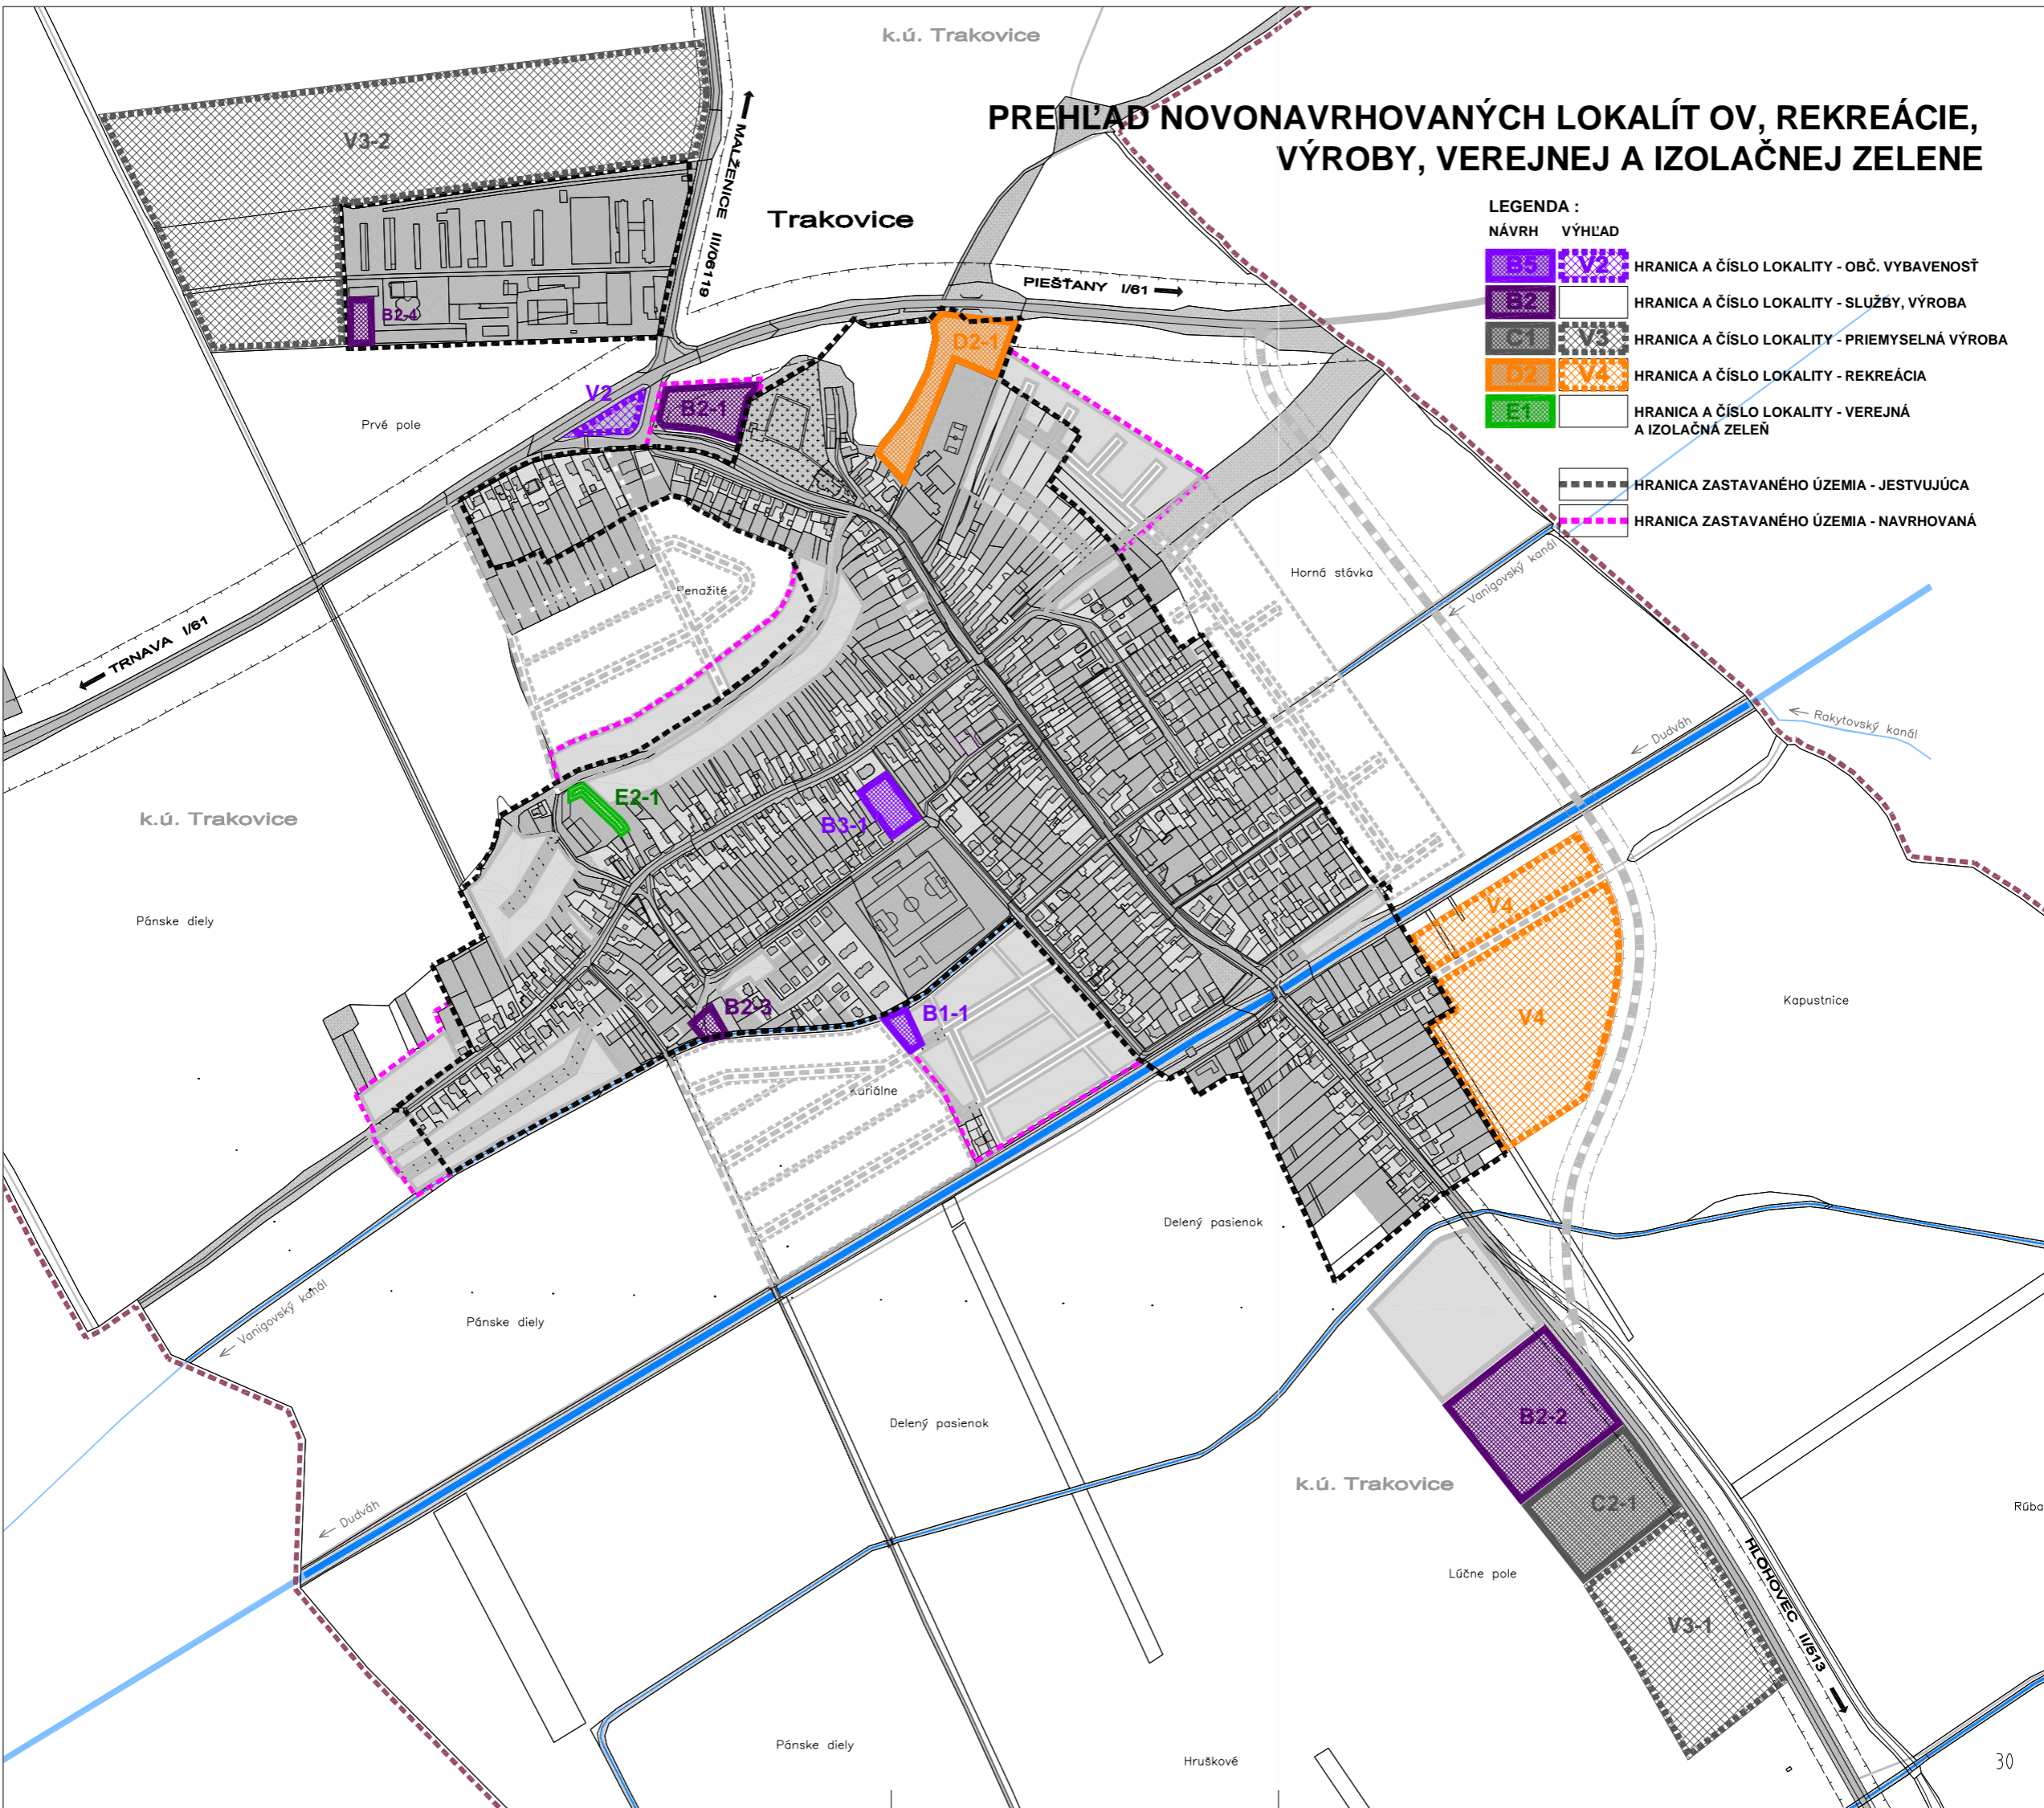 k.ú. Trakovice
PREHĽAD NOVONAVRHOVANÝCH LOKALÍT OV, REKREÁCIE,
VÝROBY, VEREJNEJ A IZOLAČNEJ ZELENE
V3-2
MALŽENICE III/06119
Trakovice
LEGENDA :
NÁVRH VÝHĽAD
B5 V2 HRANICA A ČÍSLO LOKALITY - OBČ. VYBAVENOSŤ
B2 HRANICA A ČÍSLO LOKALITY - SLUŽBY, VÝROBA
C1 V3 HRANICA A ČÍSLO LOKALITY - PRIEMYSELNÁ VÝROBA
D2 V4 HRANICA A ČÍSLO LOKALITY - REKREÁCIA
E1 HRANICA A ČÍSLO LOKALITY - VEREJNÁ
A IZOLAČNÁ ZELEŇ
HRANICA ZASTAVANÉHO ÚZEMIA - JESTVUJÚCA
HRANICA ZASTAVANÉHO ÚZEMIA - NAVRHOVANÁ
PIEŠŤANY I/61
B2-4
D2-1
V2
B2-1
Prvé pole
Horná stávka
Vanigovský kanál
Penažité
TRNAVA I/61
Dudváh
Rakytovský kanál
E2-1
k.ú. Trakovice
B3-1
Pánske diely
V4
B2-3
B1-1
V4
Kapustnice
Kuriálne
Delený pasienok
Vanigovský kanál
Pánske diely
Delený pasienok
B2-2
k.ú. Trakovice
C2-1
Dudváh
Rúba
HLOHOVEC II/513
Lúčne pole
V3-1
Pánske diely
Hruškové
30